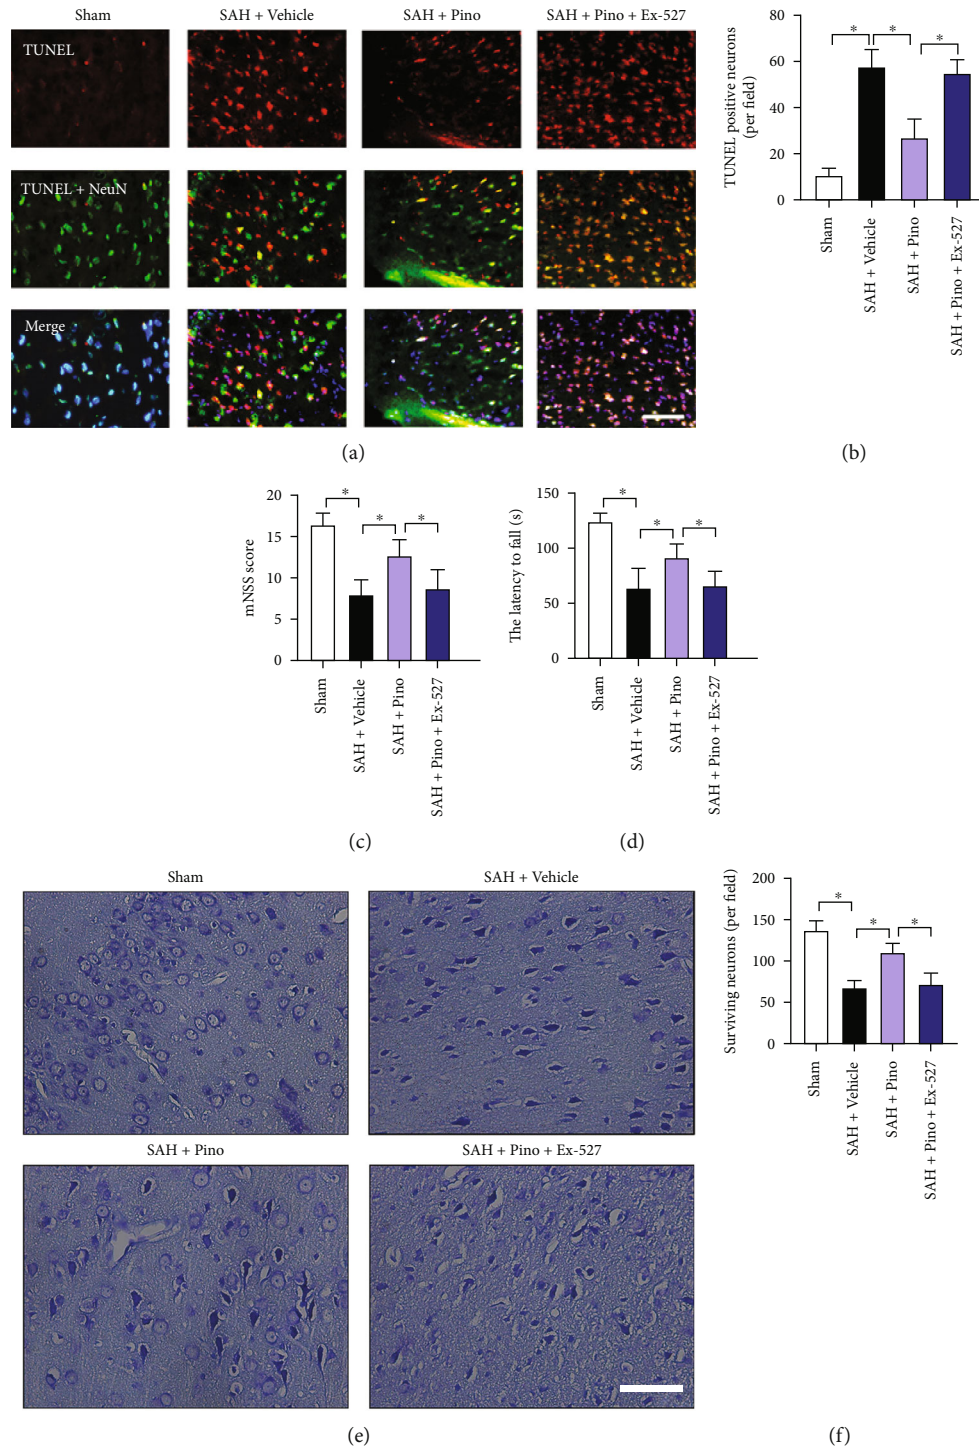 Sham
SAH + Vehicle
SAH + Pino
SAH + Pino + Ex-527
TUNEL
TUNEL + NeuN
Merge
(a)
TUNEL positive neurons
(per field)
80
60
40
20
0
*
*
*
Sham
SAH + Vehicle
SAH + Pino
SAH + Pino + Ex-527
(b)
mNSS score
20
15
10
5
0
*
*
*
Sham
SAH + Vehicle
SAH + Pino
SAH + Pino + Ex-527
(c)
The latency to fall (s)
150
100
50
0
*
*
*
Sham
SAH + Vehicle
SAH + Pino
SAH + Pino + Ex-527
(d)
Sham
SAH + Vehicle
SAH + Pino
SAH + Pino + Ex-527
(e)
Surviving neurons (per field)
200
150
100
50
0
*
*
*
Sham
SAH + Vehicle
SAH + Pino
SAH + Pino + Ex-527
(f)